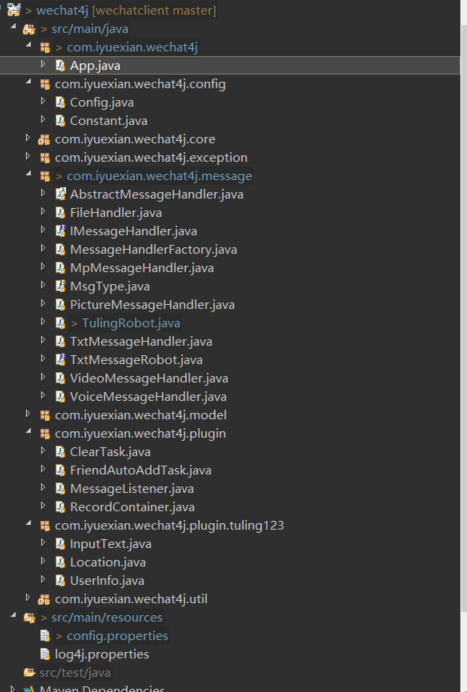 > wechat4j [wechatclient master]
> src/main/java
> com.iyuexian.wechat4j
App.java
com.iyuexian.wechat4j.config
Config.java
Constant.java
com.iyuexian.wechat4j.core
com.iyuexian.wechat4j.exception
> com.iyuexian.wechat4j.message
AbstractMessageHandler.java
FileHandler.java
IMessageHandler.java
MessageHandlerFactory.java
MpMessageHandler.java
MsgType.java
PictureMessageHandler.java
> TulingRobot.java
TxtMessageHandler.java
TxtMessageRobot.java
VideoMessageHandler.java
VoiceMessageHandler.java
com.iyuexian.wechat4j.model
com.iyuexian.wechat4j.plugin
ClearTask.java
FriendAutoAddTask.java
MessageListener.java
RecordContainer.java
com.iyuexian.wechat4j.plugin.tuling123
InputText.java
Location.java
UserInfo.java
com.iyuexian.wechat4j.util
> src/main/resources
> config.properties
log4j.properties
src/test/java
Maven Dependencies